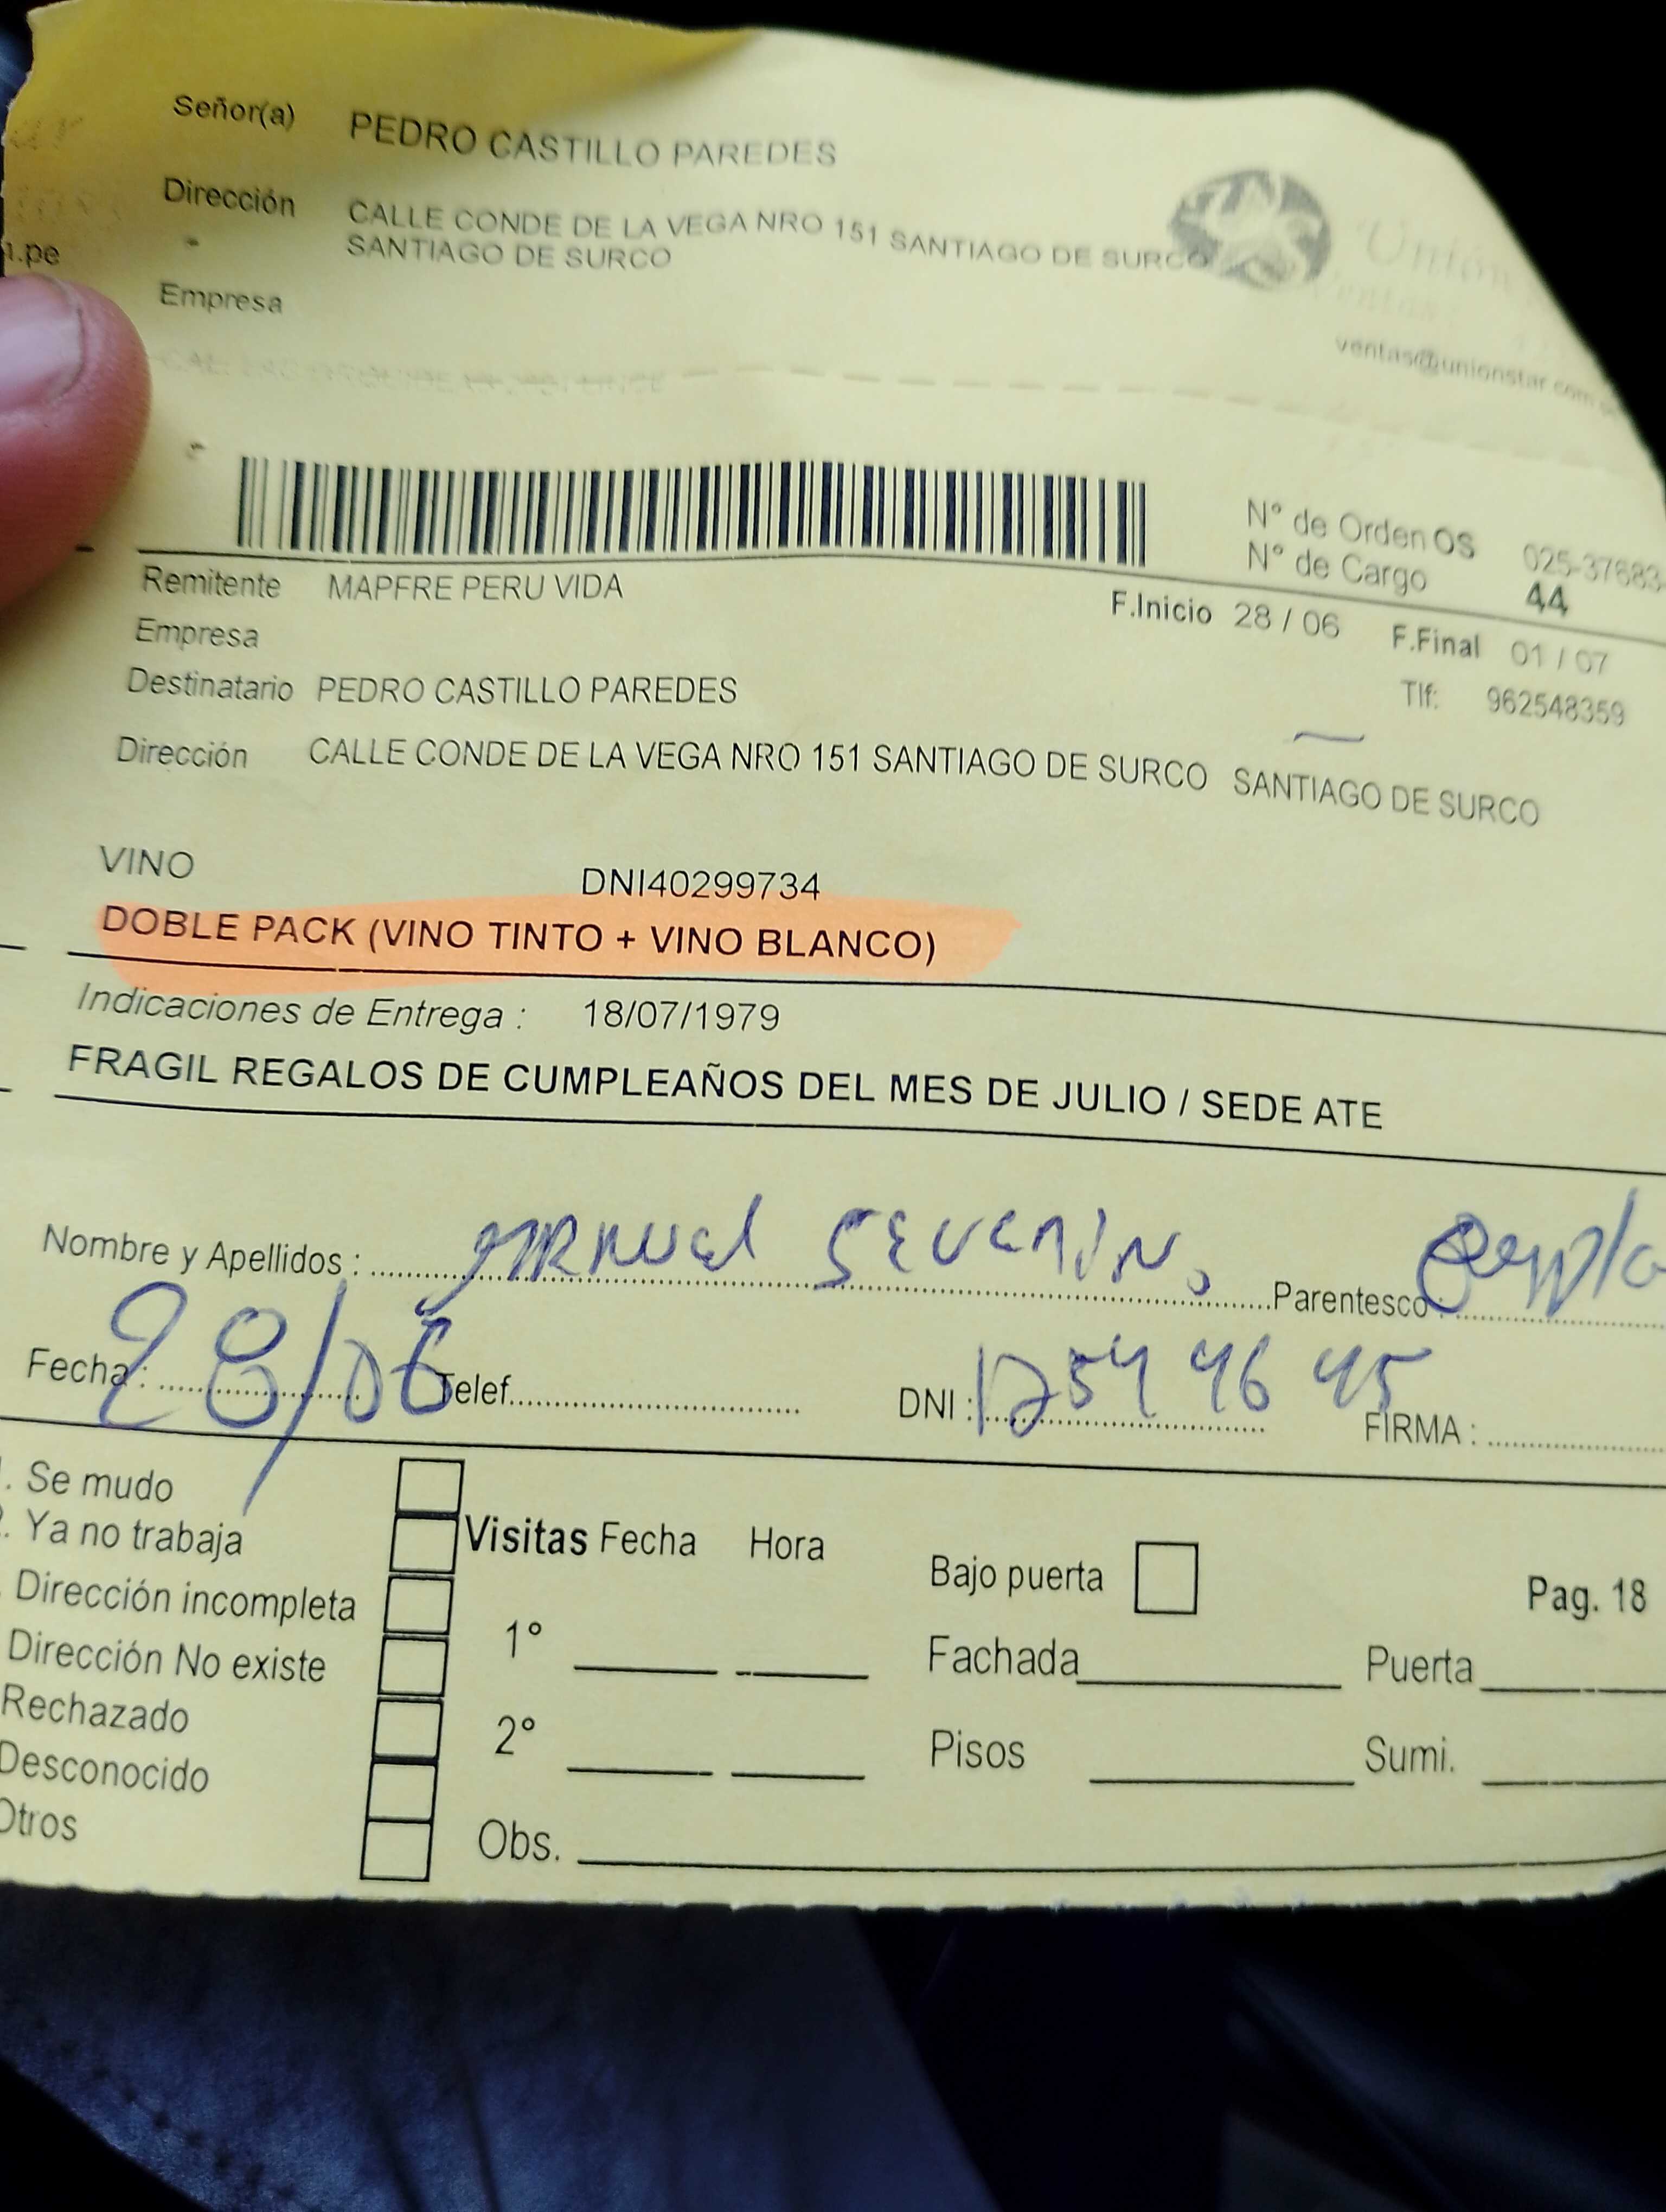 Señor(a) PEDRO CASTILLO PAREDES
Dirección CALLE CONDE DE LA VEGA NRO 151 SANTIAGO DE SURCO
SANTIAGO DE SURCO
Unión
.pe
Empresa
ventas@unionstar.com
N° de Orden OS 025-37683-
N° de Cargo 44
Remitente MAPFRE PERU VIDA
F.Inicio 28 / 06 F.Final 01 / 07
Empresa
Destinatario PEDRO CASTILLO PAREDES
Tlf: 962548359
Dirección CALLE CONDE DE LA VEGA NRO 151 SANTIAGO DE SURCO SANTIAGO DE SURCO
VINO DNI40299734
DOBLE PACK (VINO TINTO + VINO BLANCO)
Indicaciones de Entrega : 18/07/1979
FRAGIL REGALOS DE CUMPLEAÑOS DEL MES DE JULIO / SEDE ATE
Nombre y Apellidos : Parentesco :
Fecha : 28/06 Telef. DNI : FIRMA :
. Se mudo
. Ya no trabaja
Visitas Fecha Hora
Bajo puerta
Pag. 18
Dirección incompleta
1°
Dirección No existe
Fachada Puerta
Rechazado
2°
Pisos Sumi.
Desconocido
Otros
Obs.